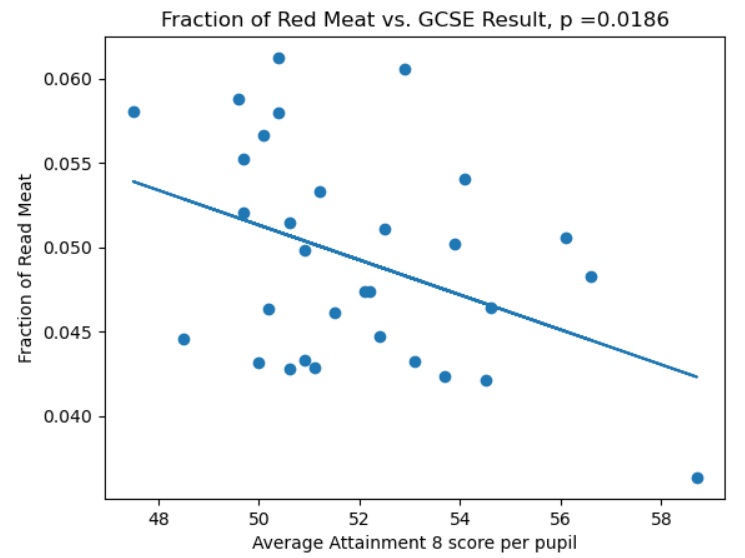 Fraction of Red Meat vs. GCSE Result, p =0.0186
0.060
0.055
0.050
0.045
0.040
Fraction of Read Meat
48 50 52 54 56 58
Average Attainment 8 score per pupil